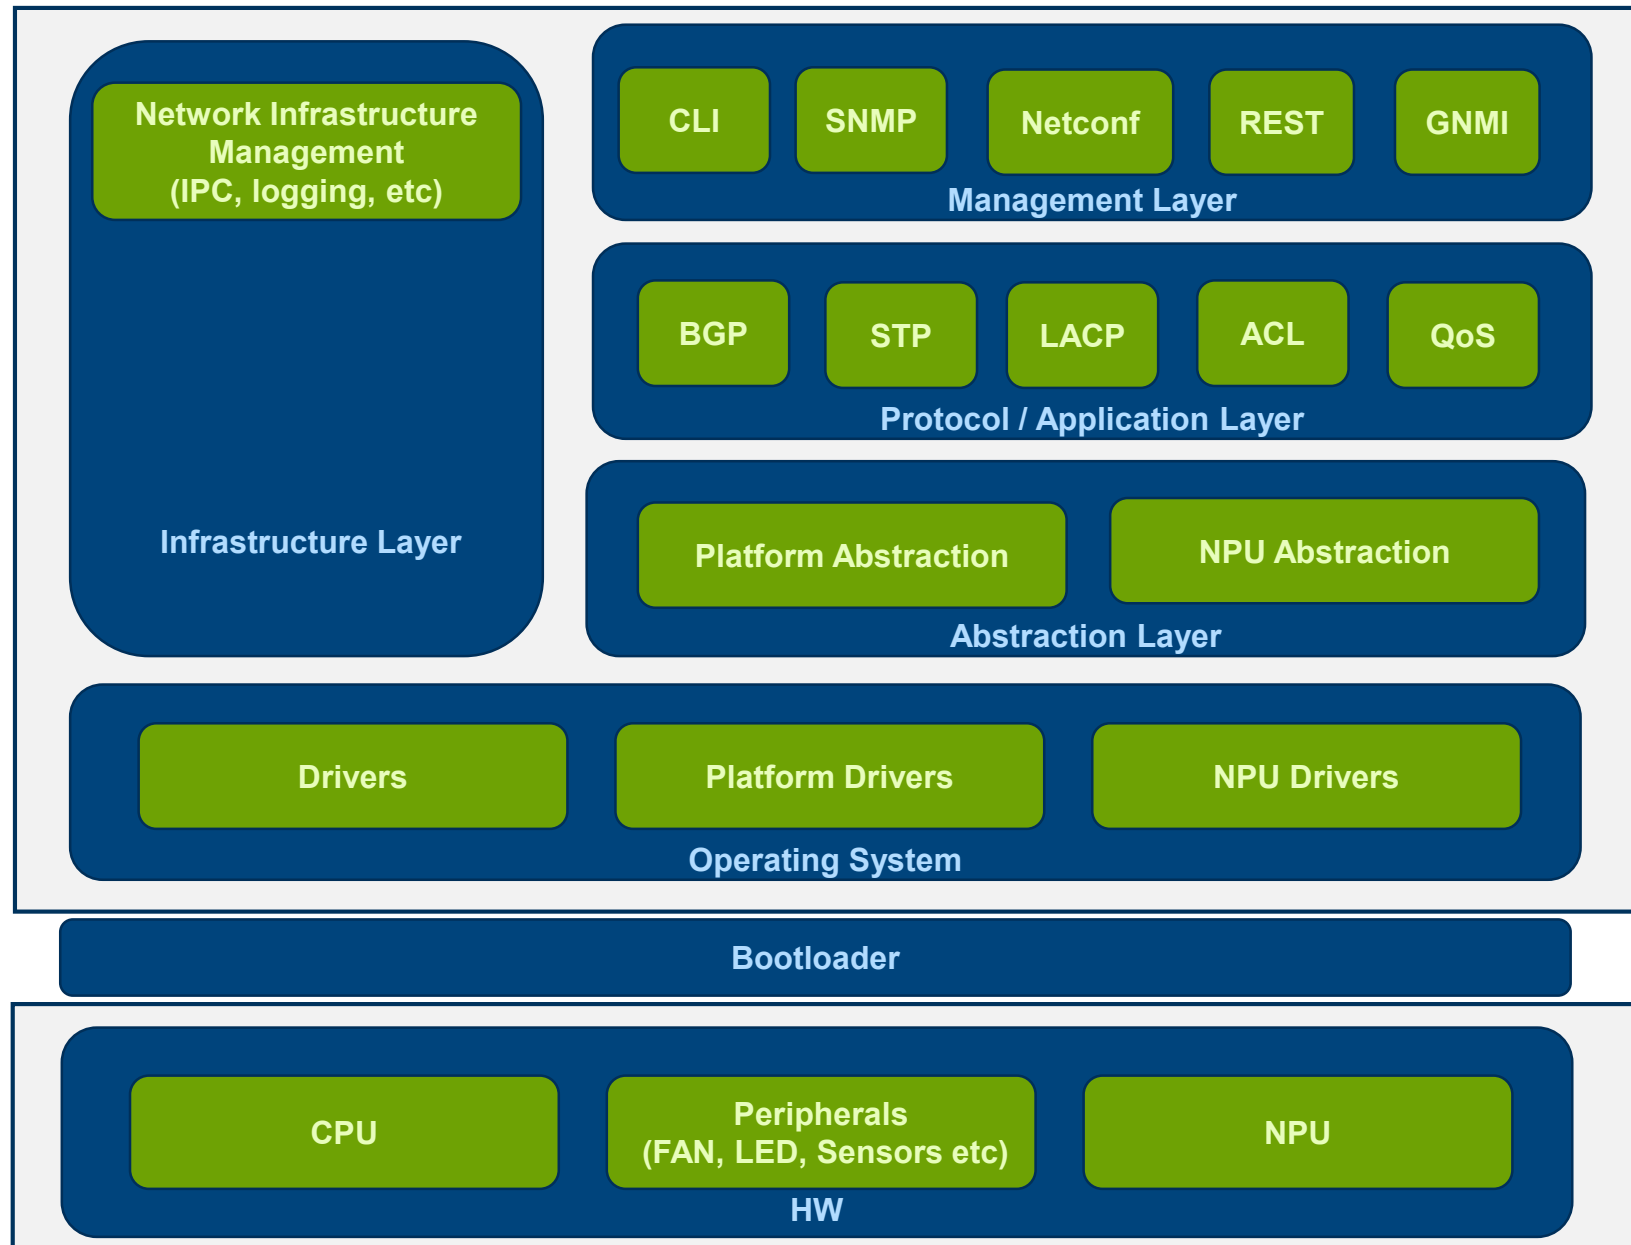 Network Infrastructure
Management
(IPC, logging, etc)
Infrastructure Layer
CLI
SNMP
Netconf
REST
GNMI
Management Layer
BGP
STP
LACP
ACL
QoS
Protocol / Application Layer
Platform Abstraction
NPU Abstraction
Abstraction Layer
Drivers
Platform Drivers
NPU Drivers
Operating System
Bootloader
CPU
Peripherals
(FAN, LED, Sensors etc)
NPU
HW